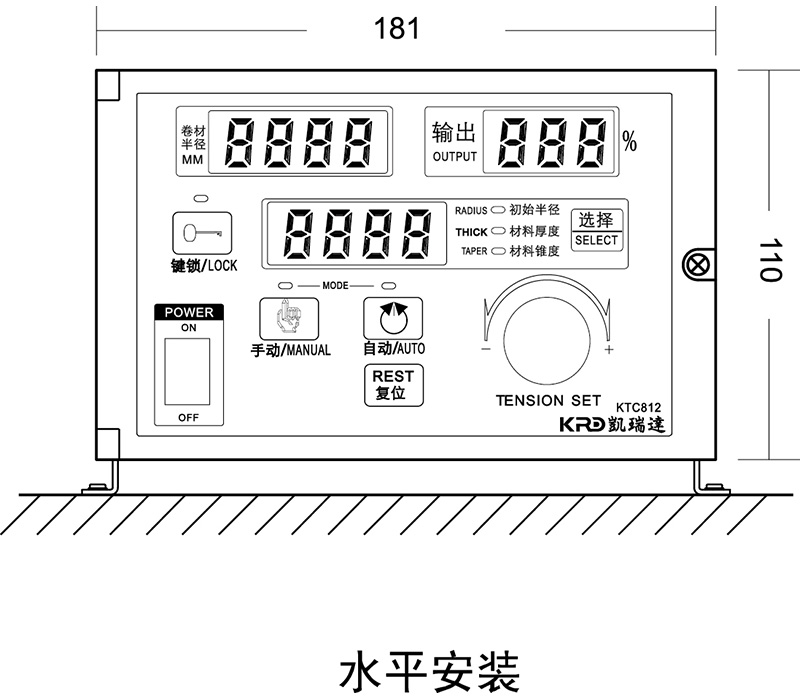 181
卷材
半径
MM
8888
输出
OUTPUT
888
%
8888
RADIUS 初始半径
THICK 材料厚度
TAPER 材料锥度
选择
SELECT
键锁/LOCK
110
MODE
手动/MANUAL
自动/AUTO
POWER
ON
OFF
REST
复位
- +
TENSION SET
KTC812
KRD 凯瑞達
水平安装